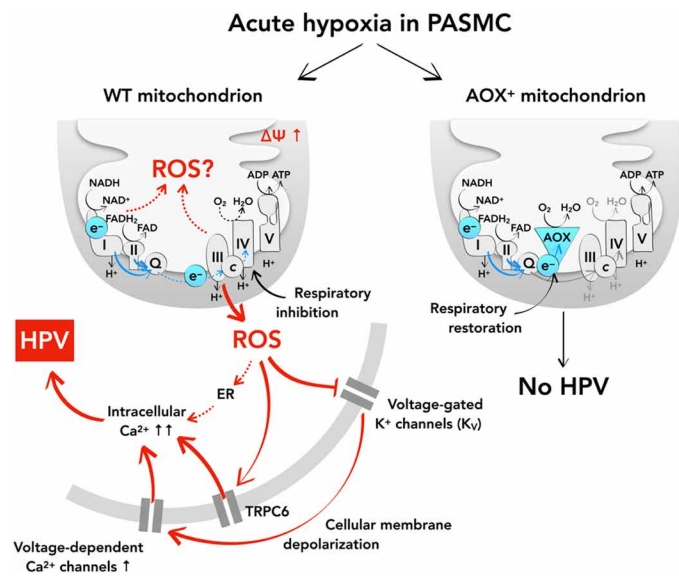 Acute hypoxia in PASMC
WT mitochondrion
ΔΨ ↑
ROS?
NADH
NAD⁺
FADH₂
FAD
e⁻
I
II
Q
e⁻
III
c
IV
V
O₂
H₂O
ADP
ATP
H⁺
H⁺
H⁺
H⁺
Respiratory
inhibition
AOX⁺ mitochondrion
NADH
NAD⁺
FADH₂
FAD
e⁻
I
II
Q
e⁻
AOX
O₂
H₂O
III
c
IV
V
O₂
H₂O
ADP
ATP
H⁺
H⁺
H⁺
H⁺
Respiratory
restoration
No HPV
HPV
ROS
ER
Intracellular
Ca²⁺ ↑↑
Voltage-gated
K⁺ channels (Kᵥ)
TRPC6
Cellular membrane
depolarization
Voltage-dependent
Ca²⁺ channels ↑